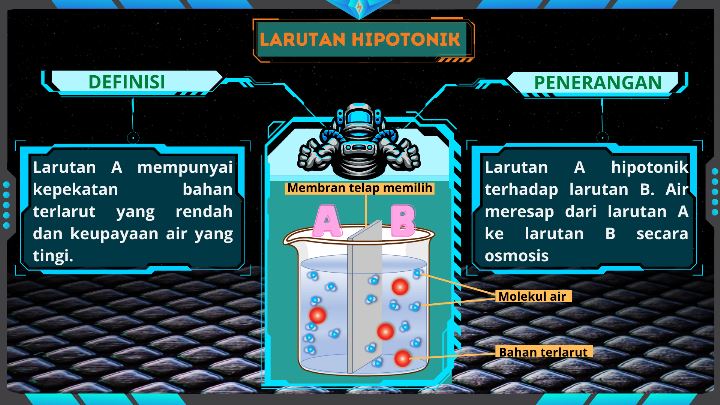 LARUTAN HIPOTONIK
DEFINISI
Larutan A mempunyai
kepekatan bahan
terlarut yang rendah
dan keupayaan air yang
tingi.
Membran telap memilih
A B
Molekul air
Bahan terlarut
PENERANGAN
Larutan A hipotonik
terhadap larutan B. Air
meresap dari larutan A
ke larutan B secara
osmosis